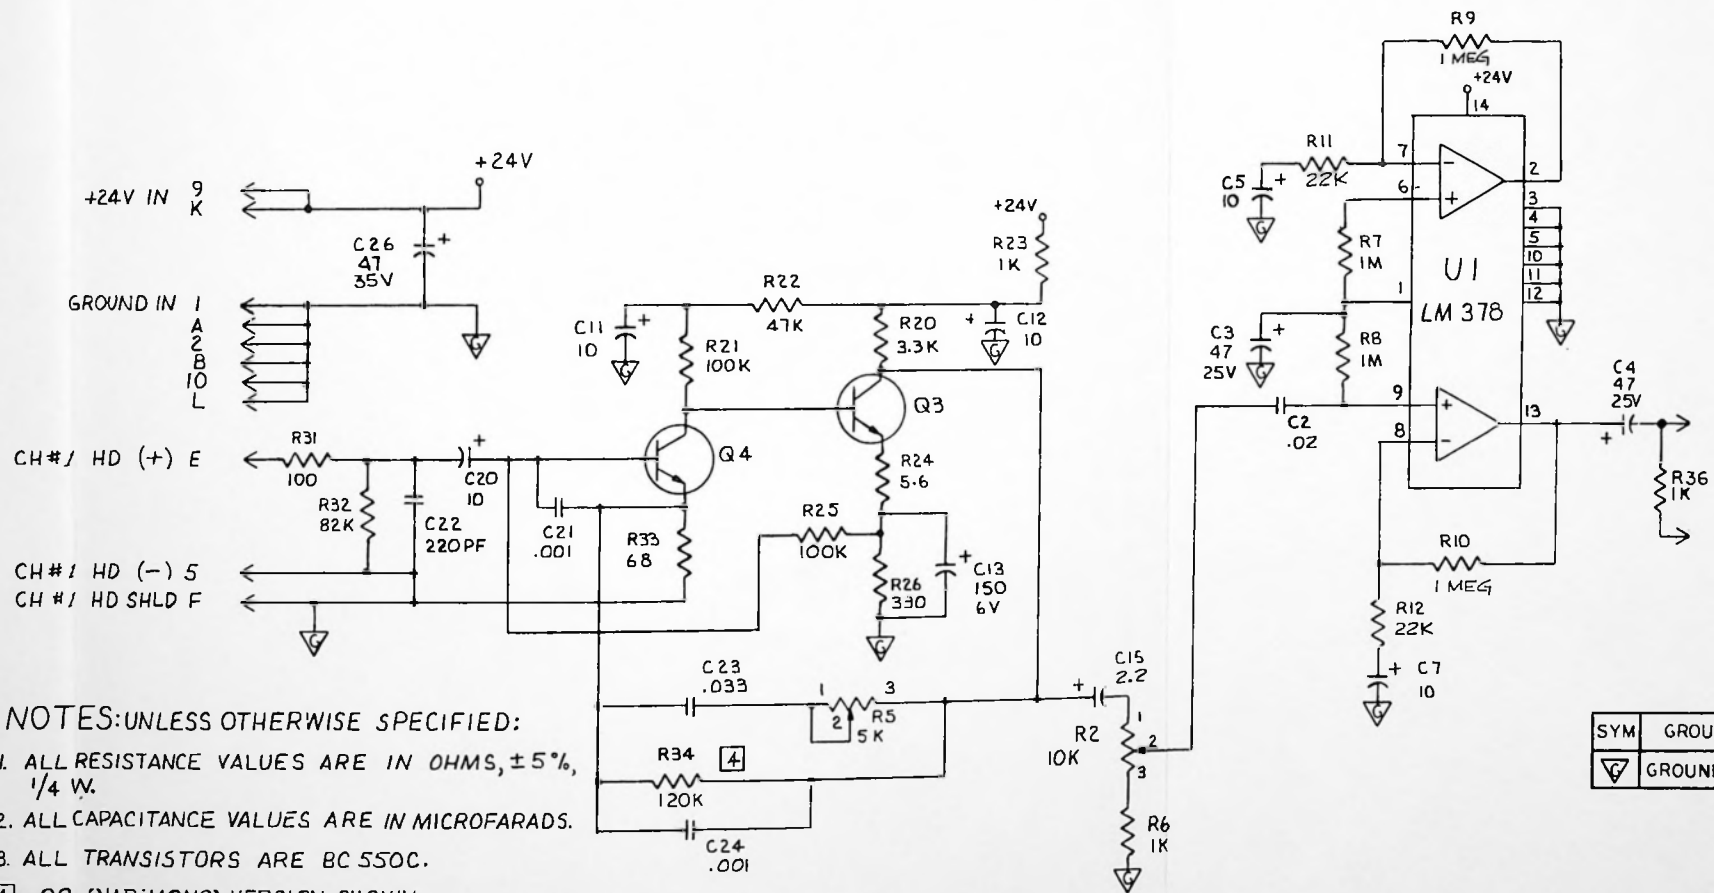 R9
1 MEG
+24V
14
R11
22K
7
2
C5
10
G
6
3
4
5
10
11
12
G
R7
1M
U1
LM 378
1
C3
47
25V
G
R8
1M
9
8
13
C2
.02
C4
47
25V
R36
1K
R10
1 MEG
R12
22K
C7
10
G
+24V
+24V IN 9
K
C26
47
35V
GROUND IN 1
A
2
B
10
L
G
+24V
R23
1K
R22
47K
C11
10
G
R21
100K
R20
3.3K
C12
10
G
Q3
Q4
CH#1 HD (+) E
R31
100
R32
82K
C22
220PF
C20
10
C21
.001
R33
68
R24
5.6
R25
100K
R26
330
C13
150
6V
G
CH#1 HD (-) 5
CH#1 HD SHLD F
G
C23
.033
1
2
3
R5
5K
R34
120K
4
C24
.001
C15
2.2
R2
10K
1
2
3
R6
1K
G
NOTES: UNLESS OTHERWISE SPECIFIED:
1. ALL RESISTANCE VALUES ARE IN OHMS, ±5%,
1/4 W.
2. ALL CAPACITANCE VALUES ARE IN MICROFARADS.
3. ALL TRANSISTORS ARE BC 550C.
SYM GROU
G GROUN